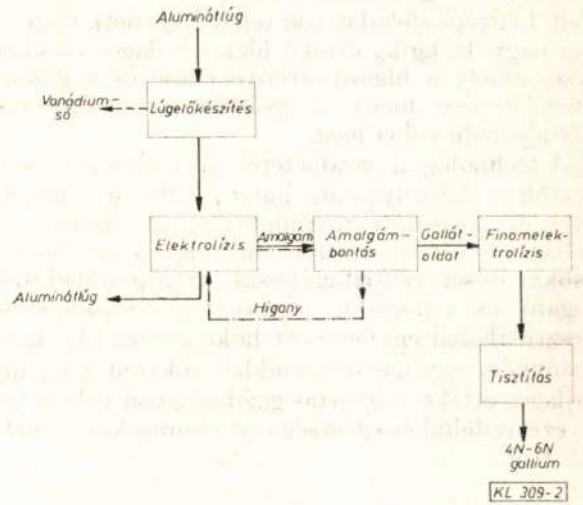 Aluminátlúg
Vanádium-
só
Lúgelőkészítés
Elektrolízis
Amalgám
Amalgám-
bontás
Gallát-
oldat
Finomelek-
trolízis
Aluminátlúg
Higony
Tisztítás
4N-6N
gallium
KL 309-2